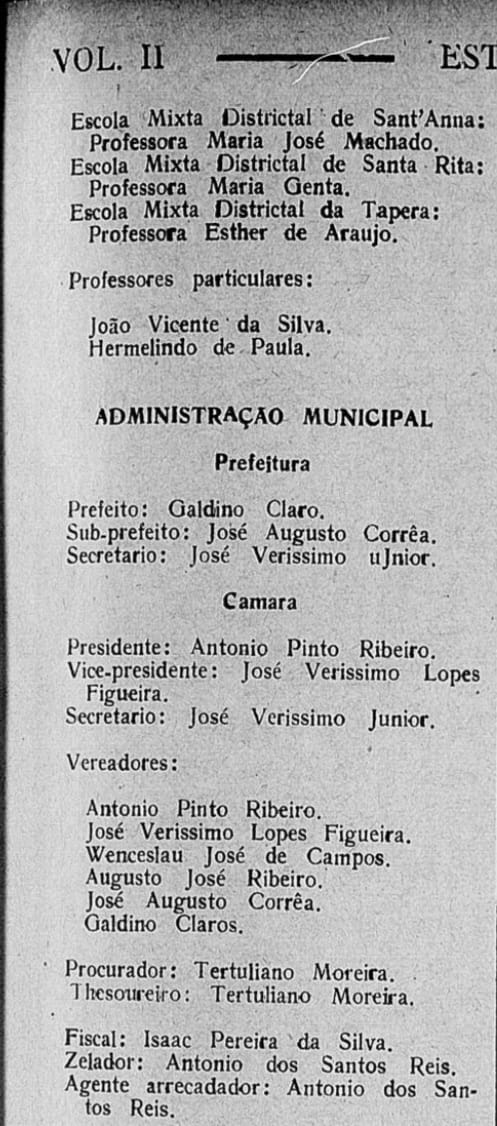 VOL. II EST
Escola Mixta Districtal de Sant'Anna:
Professora Maria José Machado.
Escola Mixta Districtal de Santa Rita:
Professora Maria Genta.
Escola Mixta Districtal da Tapera:
Professora Esther de Araujo.
Professores particulares:
João Vicente da Silva.
Hermelindo de Paula.
ADMINISTRAÇÃO MUNICIPAL
Prefeitura
Prefeito: Galdino Claro.
Sub-prefeito: José Augusto Corrêa.
Secretario: José Verissimo uJnior.
Camara
Presidente: Antonio Pinto Ribeiro.
Vice-presidente: José Verissimo Lopes
Figueira.
Secretario: José Verissimo Junior.
Vereadores:
Antonio Pinto Ribeiro.
José Verissimo Lopes Figueira.
Wenceslau José de Campos.
Augusto José Ribeiro.
José Augusto Corrêa.
Galdino Claros.
Procurador: Tertuliano Moreira.
Thesoureiro: Tertuliano Moreira.
Fiscal: Isaac Pereira da Silva.
Zelador: Antonio dos Santos Reis.
Agente arrecadador: Antonio dos San-
tos Reis.